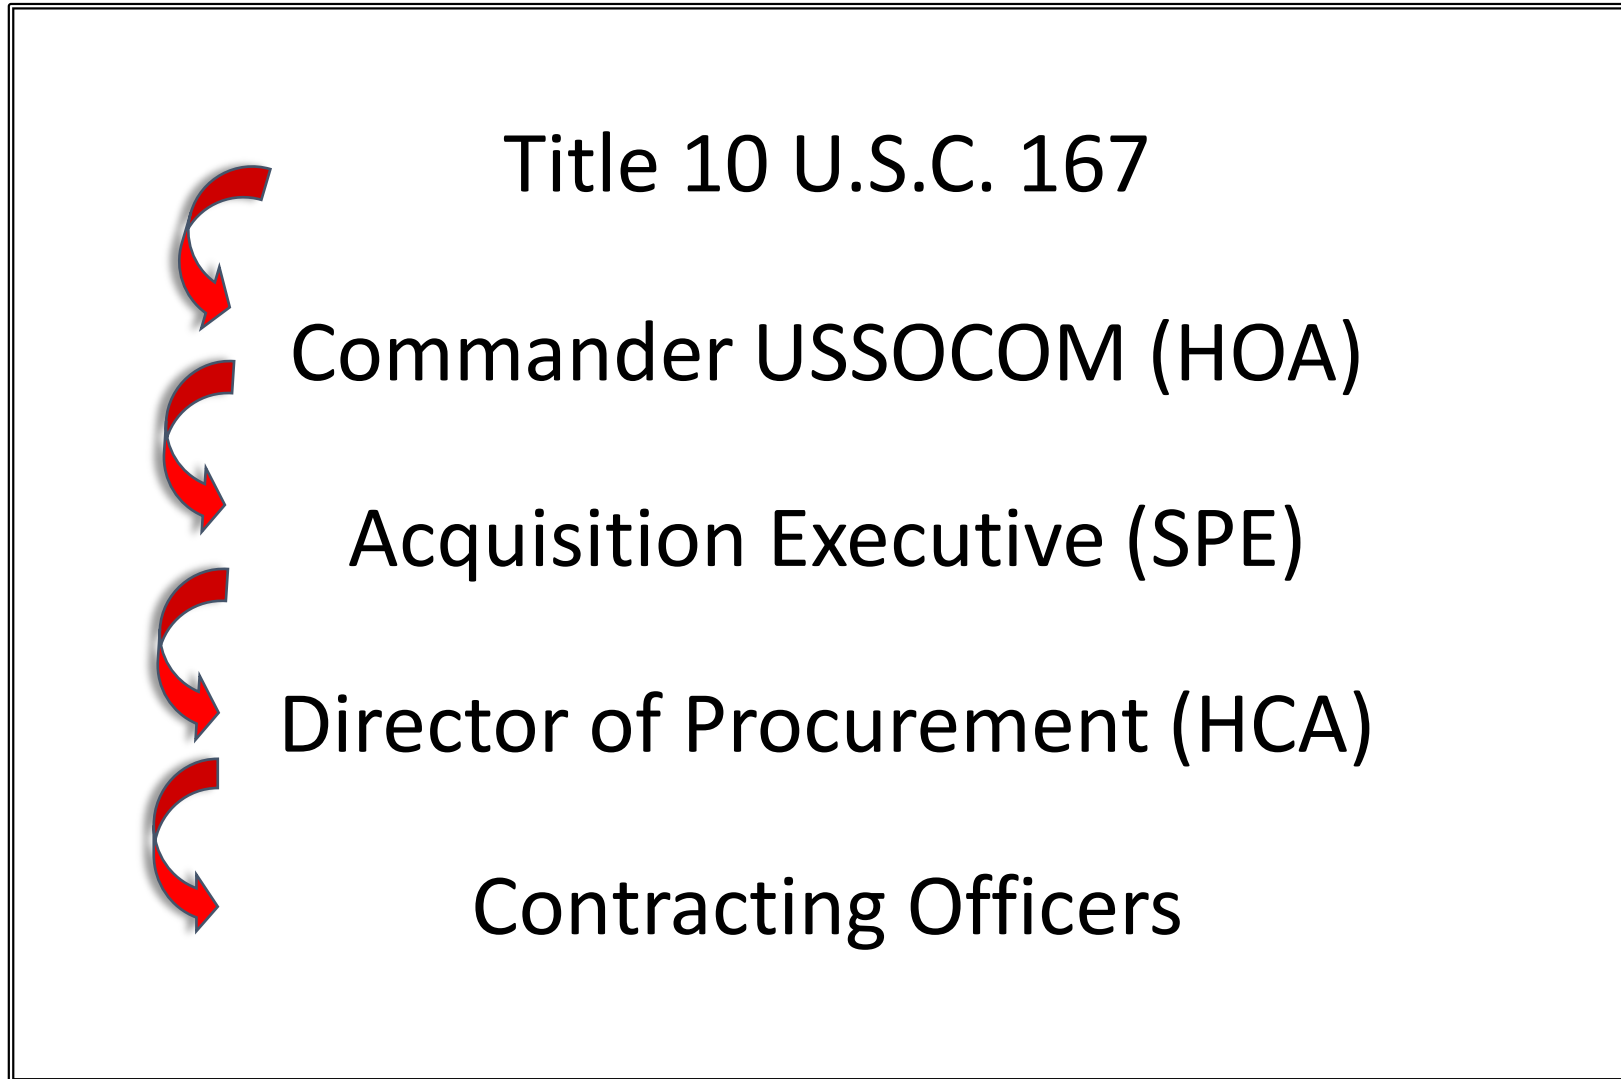 Title 10 U.S.C. 167
Commander USSOCOM (HOA)
Acquisition Executive (SPE)
Director of Procurement (HCA)
Contracting Officers